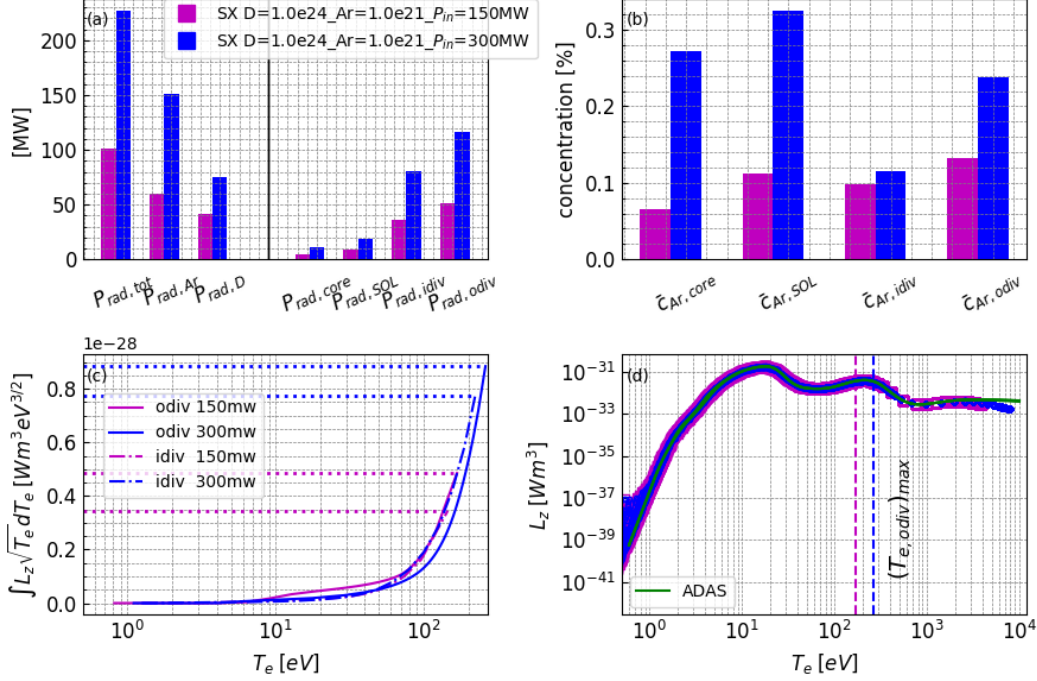 (a)
SX D=1.0e24_Ar=1.0e21_P_in=150MW
SX D=1.0e24_Ar=1.0e21_P_in=300MW
[MW]
200
150
100
50
0
P_rad,tot
P_rad,Ar
P_rad,D
P_rad,core
P_rad,SOL
P_rad,idiv
P_rad,odiv
(b)
concentration [%]
0.3
0.2
0.1
0.0
c̄_Ar,core
c̄_Ar,SOL
c̄_Ar,idiv
c̄_Ar,odiv
1e−28
(c)
∫L_z√T_e dT_e [Wm³eV^3/2]
0.8
0.6
0.4
0.2
0.0
odiv 150mw
odiv 300mw
idiv 150mw
idiv 300mw
10⁰
10¹
10²
T_e [eV]
(d)
L_z [Wm³]
10⁻³¹
10⁻³³
10⁻³⁵
10⁻³⁷
10⁻³⁹
10⁻⁴¹
(T_e,odiv)_max
ADAS
10⁰
10¹
10²
10³
10⁴
T_e [eV]